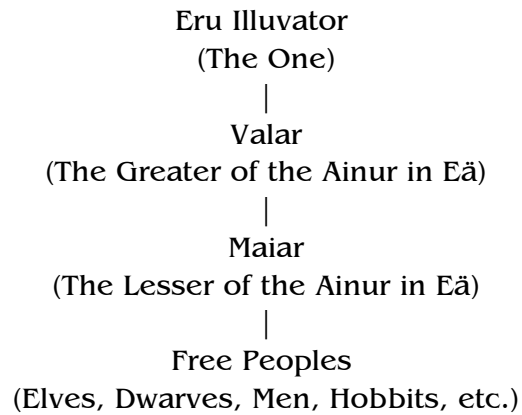 Eru Illuvator
(The One)
Valar
(The Greater of the Ainur in Eä)
Maiar
(The Lesser of the Ainur in Eä)
Free Peoples
(Elves, Dwarves, Men, Hobbits, etc.)